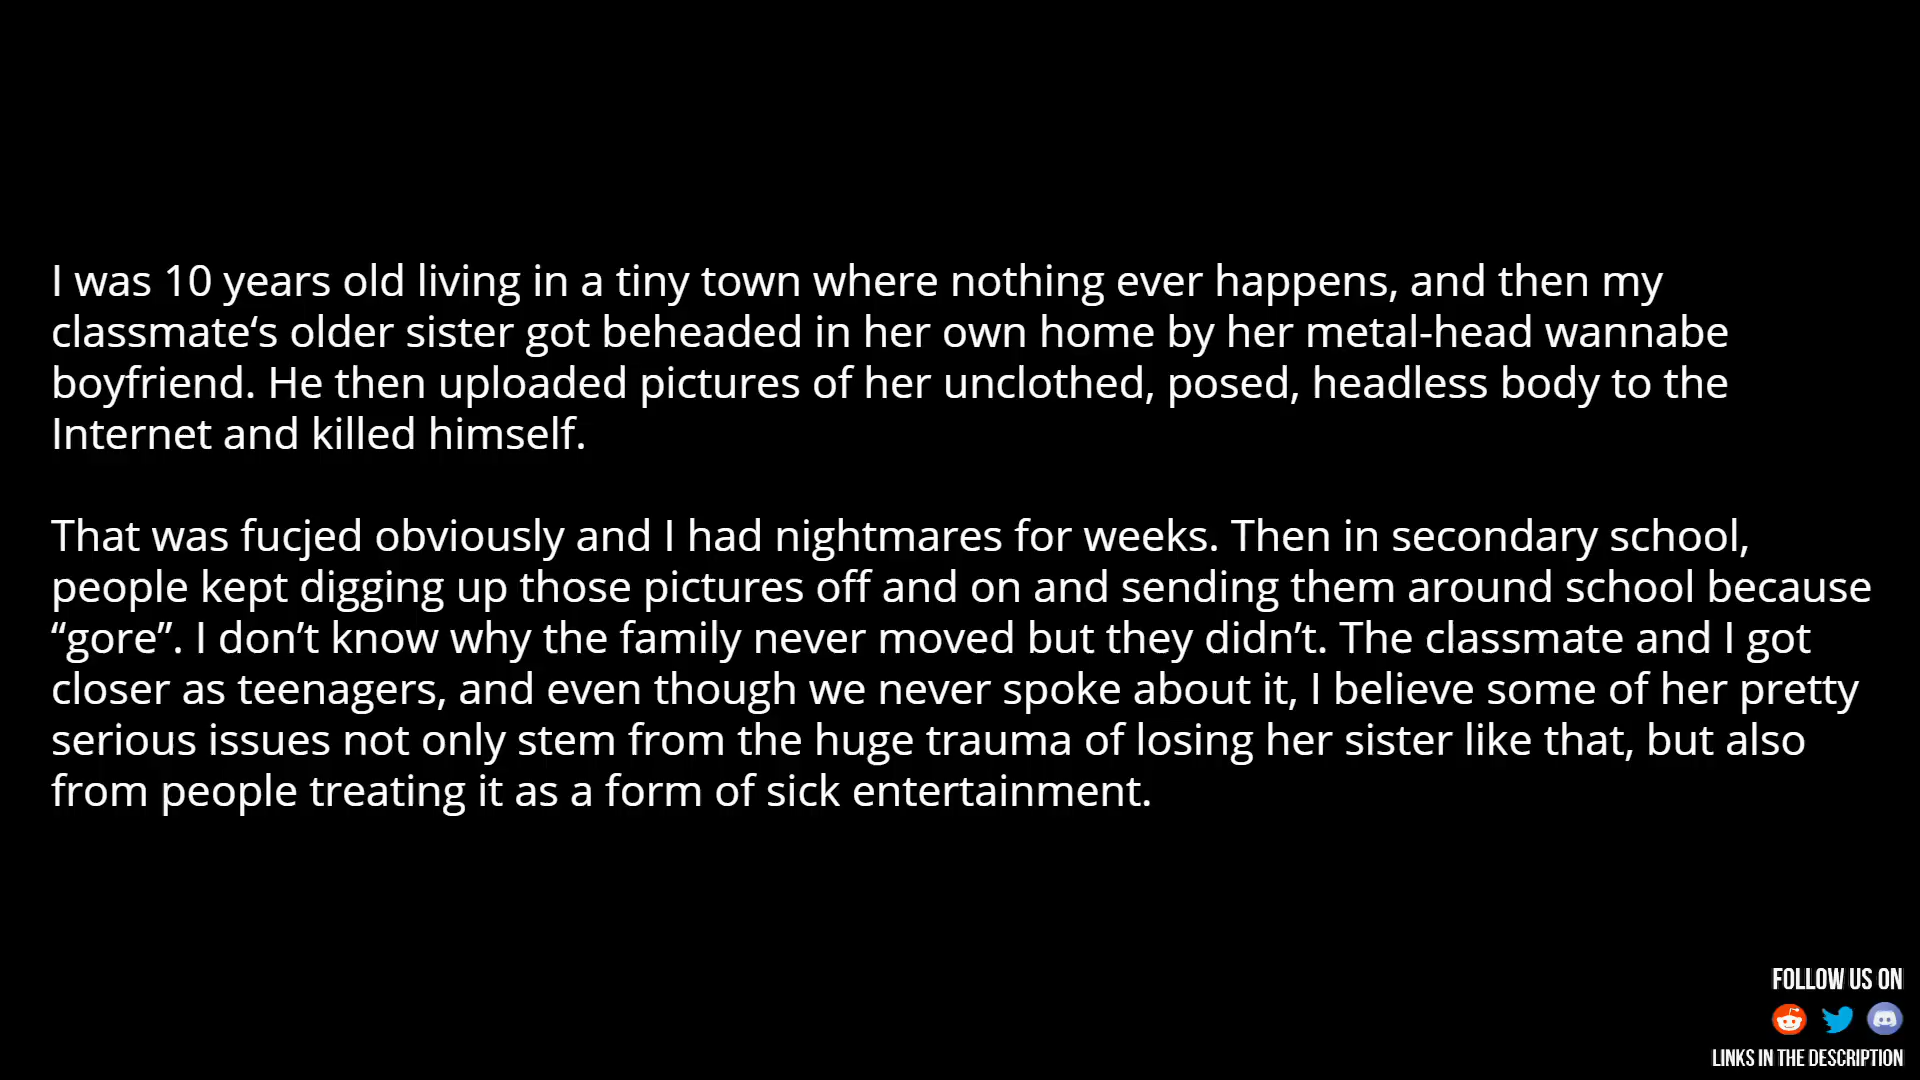 I was 10 years old living in a tiny town where nothing ever happens, and then my
classmate‘s older sister got beheaded in her own home by her metal-head wannabe
boyfriend. He then uploaded pictures of her unclothed, posed, headless body to the
Internet and killed himself.
That was fucjed obviously and I had nightmares for weeks. Then in secondary school,
people kept digging up those pictures off and on and sending them around school because
“gore”. I don’t know why the family never moved but they didn’t. The classmate and I got
closer as teenagers, and even though we never spoke about it, I believe some of her pretty
serious issues not only stem from the huge trauma of losing her sister like that, but also
from people treating it as a form of sick entertainment.
FOLLOW US ON
LINKS IN THE DESCRIPTION